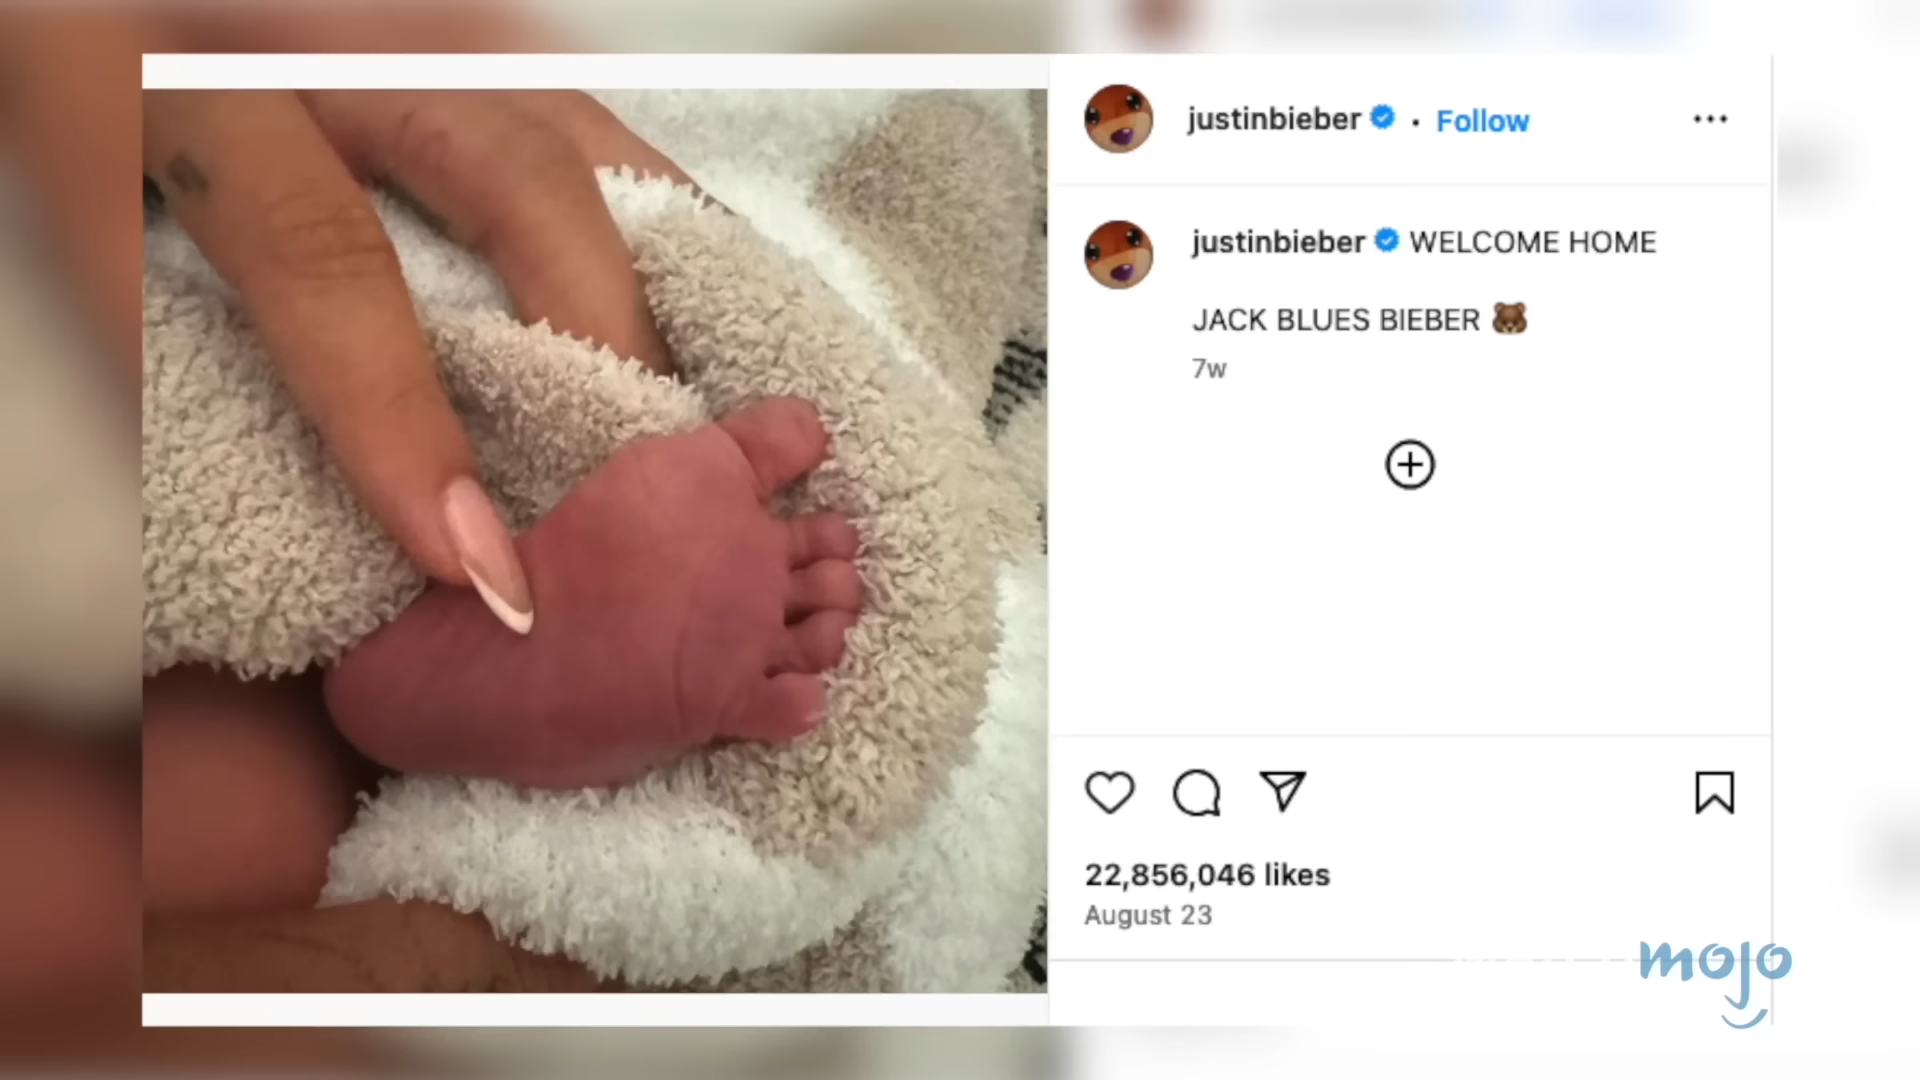 justinbieber • Follow
justinbieber WELCOME HOME
JACK BLUES BIEBER 🐻
7w
22,856,046 likes
August 23
mojo